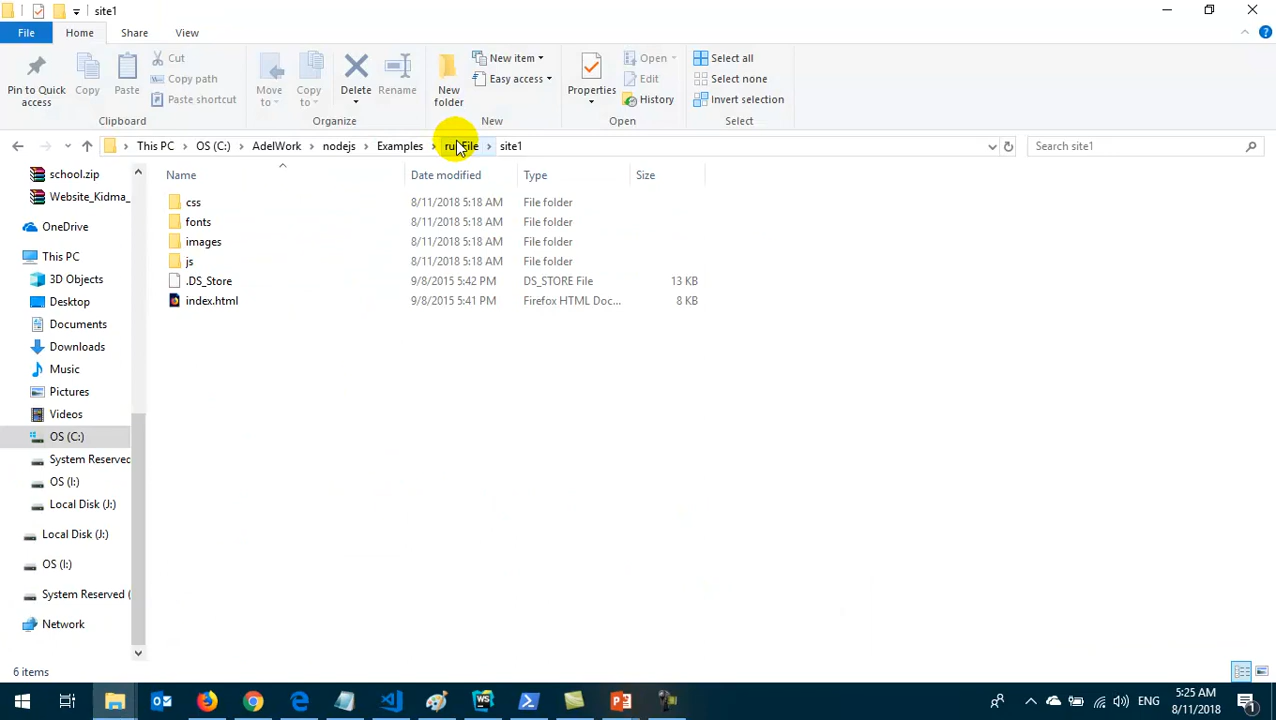 site1
File Home Share View
Pin to Quick access
Copy
Paste
Cut
Copy path
Paste shortcut
Clipboard
Move to
Copy to
Delete
Rename
Organize
New folder
New item
Easy access
New
Properties
Open
Edit
History
Open
Select all
Select none
Invert selection
Select
This PC OS (C:) AdelWork nodejs Examples site1
Search site1
Name Date modified Type Size
css 8/11/2018 5:18 AM File folder
fonts 8/11/2018 5:18 AM File folder
images 8/11/2018 5:18 AM File folder
js 8/11/2018 5:18 AM File folder
.DS_Store 9/8/2015 5:42 PM DS_STORE File 13 KB
index.html 9/8/2015 5:41 PM Firefox HTML Doc... 8 KB
school.zip
Website_Kidma_
OneDrive
This PC
3D Objects
Desktop
Documents
Downloads
Music
Pictures
Videos
OS (C:)
System Reserved
OS (I:)
Local Disk (J:)
Local Disk (J:)
OS (I:)
System Reserved (
Network
6 items
WS
ENG
5:25 AM
8/11/2018
1